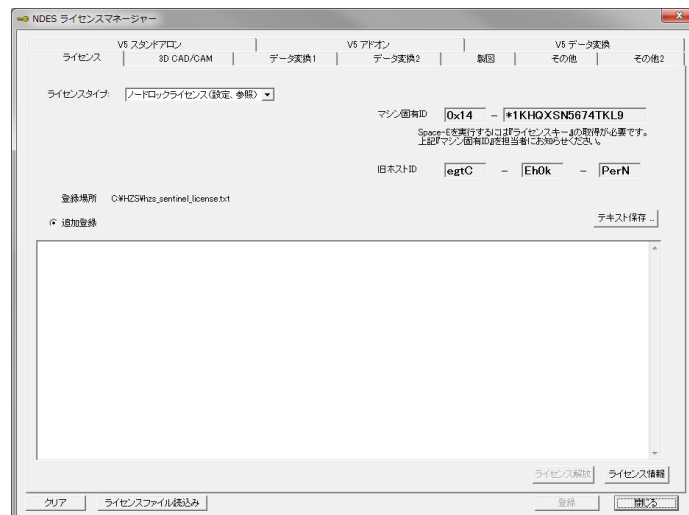 NDES ライセンスマネージャー
V5 スタンドアロン
V5 アドオン
V5 データ変換
ライセンス
3D CAD/CAM
データ変換1
データ変換2
製図
その他
その他2
ライセンスタイプ:
ノードロックライセンス(設定、参照)
マシン固有ID
0x14 - *1KHQXSN5674TKL9
Space-Eを実行するには『ライセンスキー』の取得が必要です。
上記『マシン固有ID』を担当者にお知らせください。
旧ホストID
egtC - Eh0k - PerN
登録場所 C:¥HZS¥hzs_sentinel_license.txt
追加登録
テキスト保存 ..
ライセンス解放
ライセンス情報
クリア
ライセンスファイル読込み
登録
閉じる